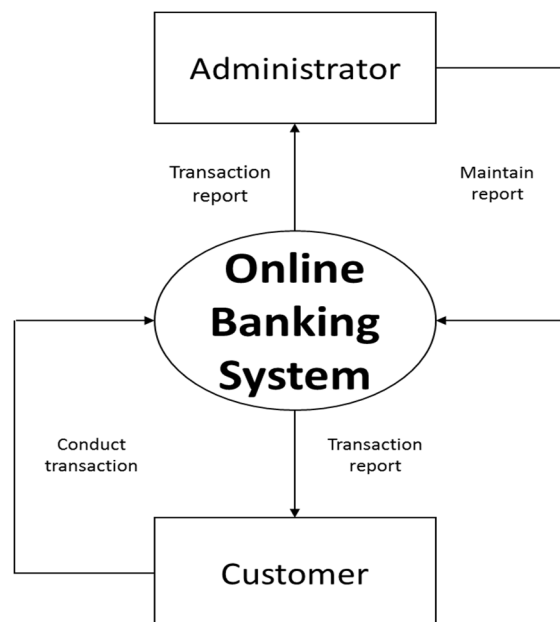 Administrator
Transaction
report
Maintain
report
Online
Banking
System
Conduct
transaction
Transaction
report
Customer